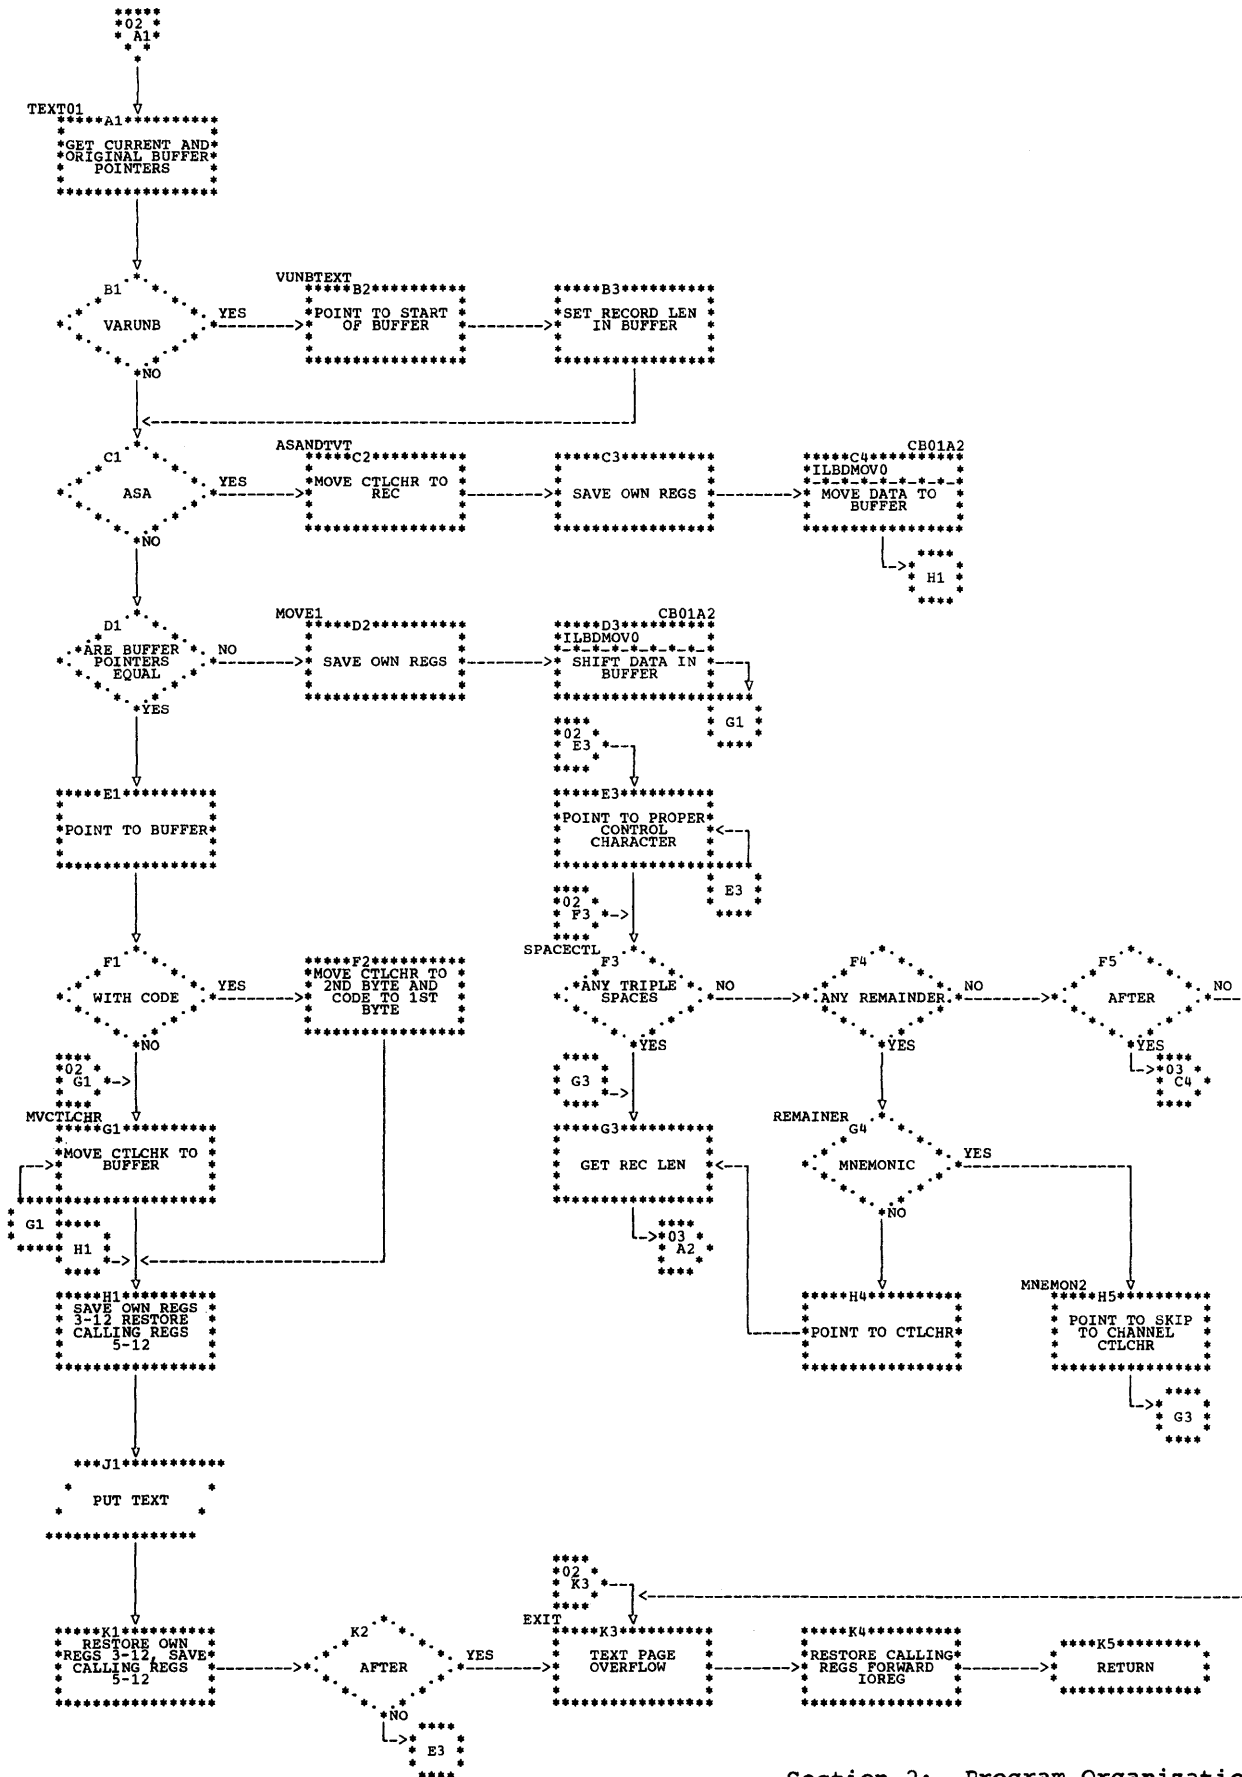 02
A1
TEXT01
A1
GET CURRENT AND
ORIGINAL BUFFER
POINTERS
B1
VARUNB
YES
NO
VUNBTEXT
B2
POINT TO START
OF BUFFER
B3
SET RECORD LEN
IN BUFFER
C1
ASA
YES
NO
ASANDTVT
C2
MOVE CTLCHR TO
REC
C3
SAVE OWN REGS
CB01A2
C4
ILBDMOV0
MOVE DATA TO
BUFFER
H1
D1
ARE BUFFER
POINTERS
EQUAL
NO
YES
MOVE1
D2
SAVE OWN REGS
CB01A2
D3
ILBDMOV0
SHIFT DATA IN
BUFFER
G1
02
E3
E1
POINT TO BUFFER
E3
POINT TO PROPER
CONTROL
CHARACTER
E3
02
F3
F1
WITH CODE
YES
NO
F2
MOVE CTLCHR TO
2ND BYTE AND
CODE TO 1ST
BYTE
SPACECTL
F3
ANY TRIPLE
SPACES
NO
YES
F4
ANY REMAINDER
NO
YES
F5
AFTER
NO
YES
03
C4
02
G1
MVCTLCHR
G1
MOVE CTLCHK TO
BUFFER
G1
H1
G3
G3
GET REC LEN
03
A2
REMAINER
G4
MNEMONIC
YES
NO
H1
SAVE OWN REGS
3-12 RESTORE
CALLING REGS
5-12
H4
POINT TO CTLCHR
MNEMON2
H5
POINT TO SKIP
TO CHANNEL
CTLCHR
G3
J1
PUT TEXT
02
K3
K1
RESTORE OWN
REGS 3-12, SAVE
CALLING REGS
5-12
K2
AFTER
YES
NO
E3
EXIT
K3
TEXT PAGE
OVERFLOW
K4
RESTORE CALLING
REGS FORWARD
IOREG
K5
RETURN